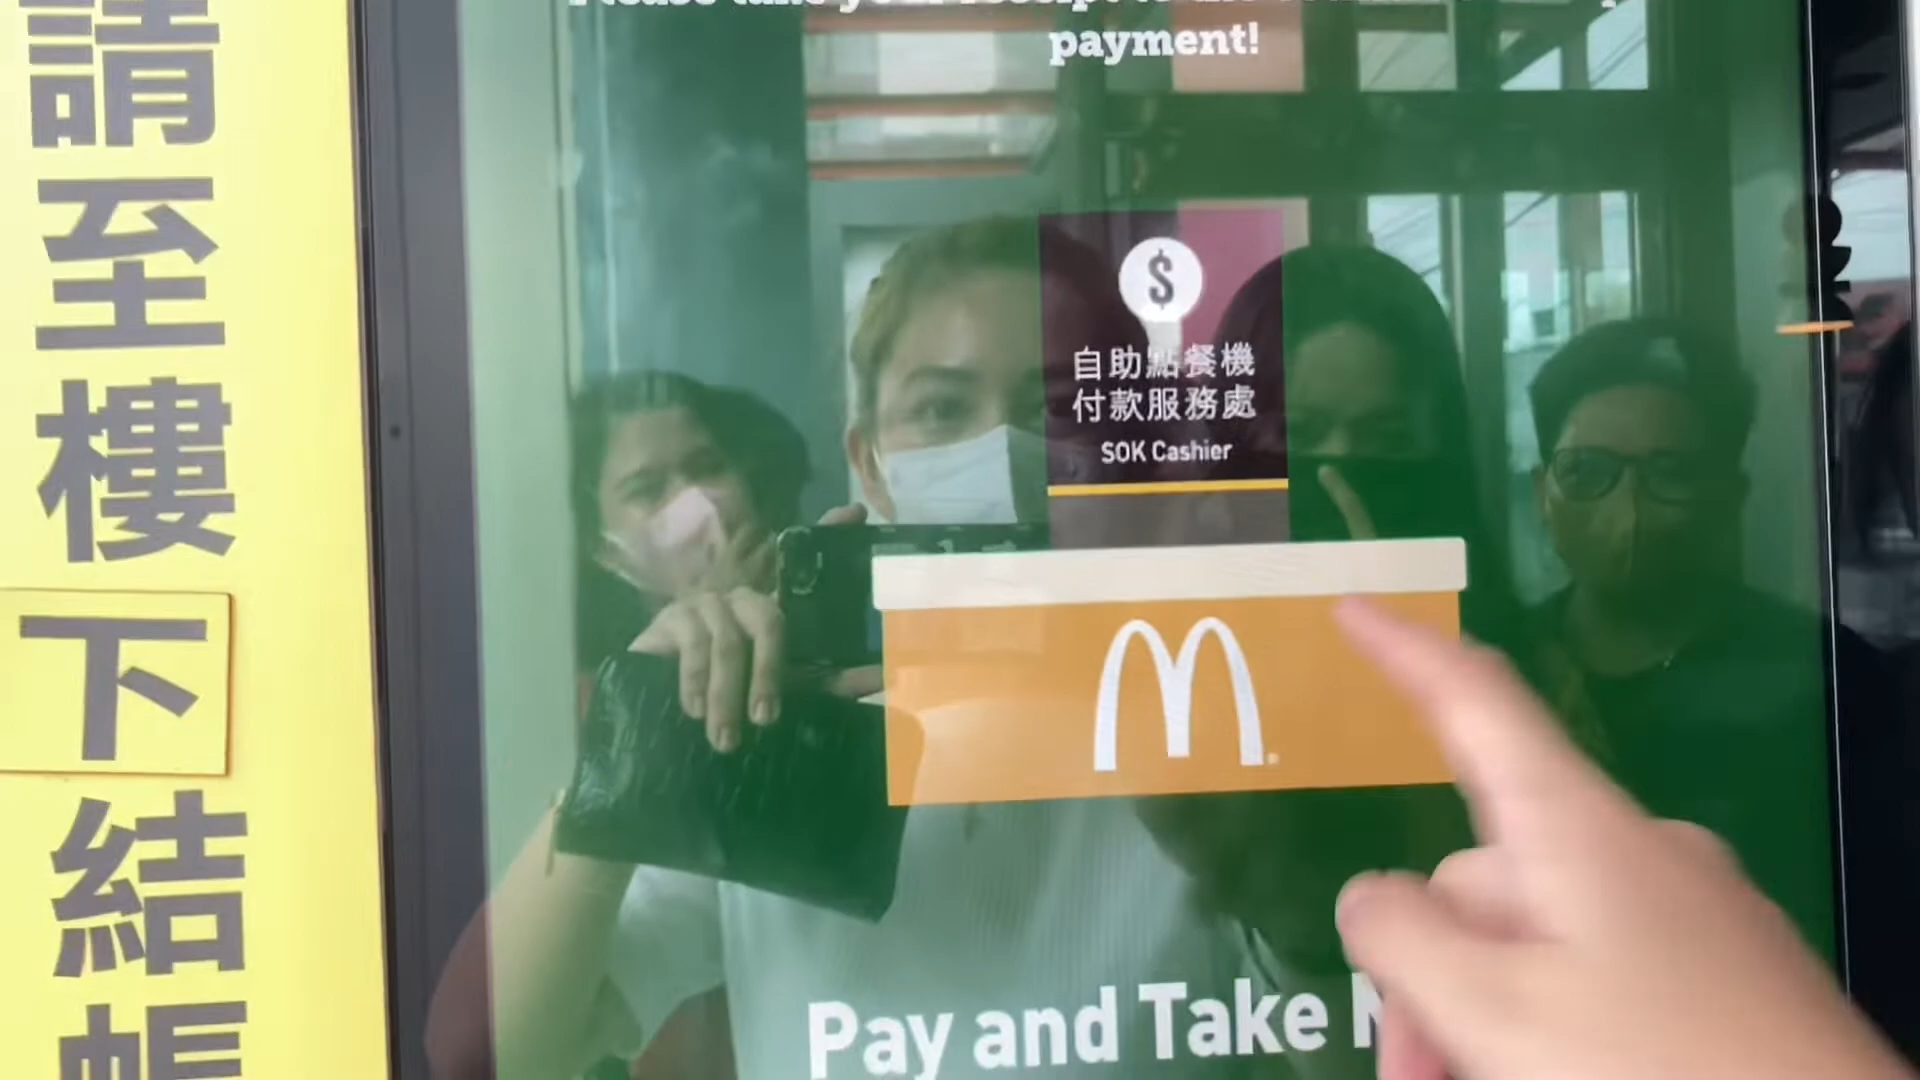 請至樓下結帳
payment!
$
自助點餐機
付款服務處
SOK Cashier
M
Pay and Take